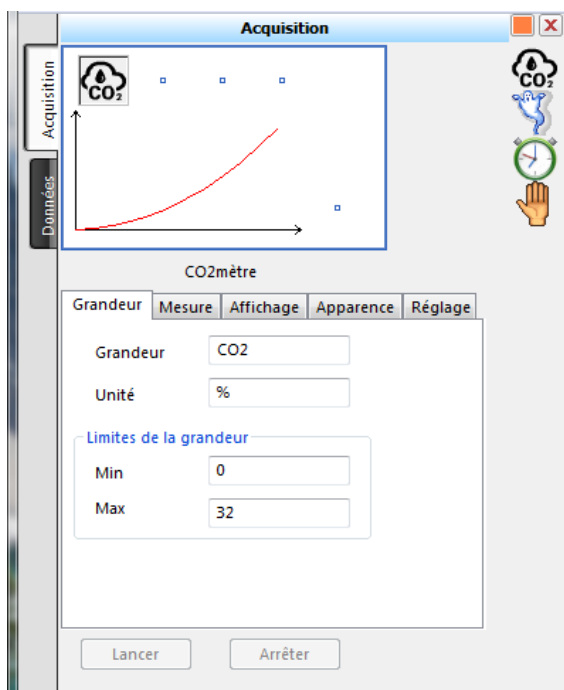 Acquisition
Acquisition
Données
CO2
CO2
CO2mètre
Grandeur Mesure Affichage Apparence Réglage
Grandeur CO2
Unité %
Limites de la grandeur
Min 0
Max 32
Lancer Arrêter